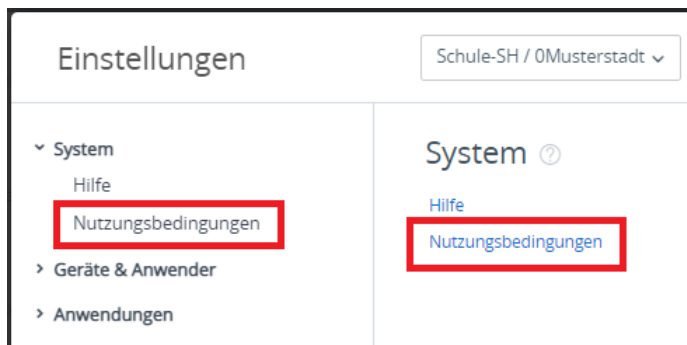 Einstellungen
Schule-SH / 0Musterstadt
System
Hilfe
Nutzungsbedingungen
Geräte & Anwender
Anwendungen
System
Hilfe
Nutzungsbedingungen